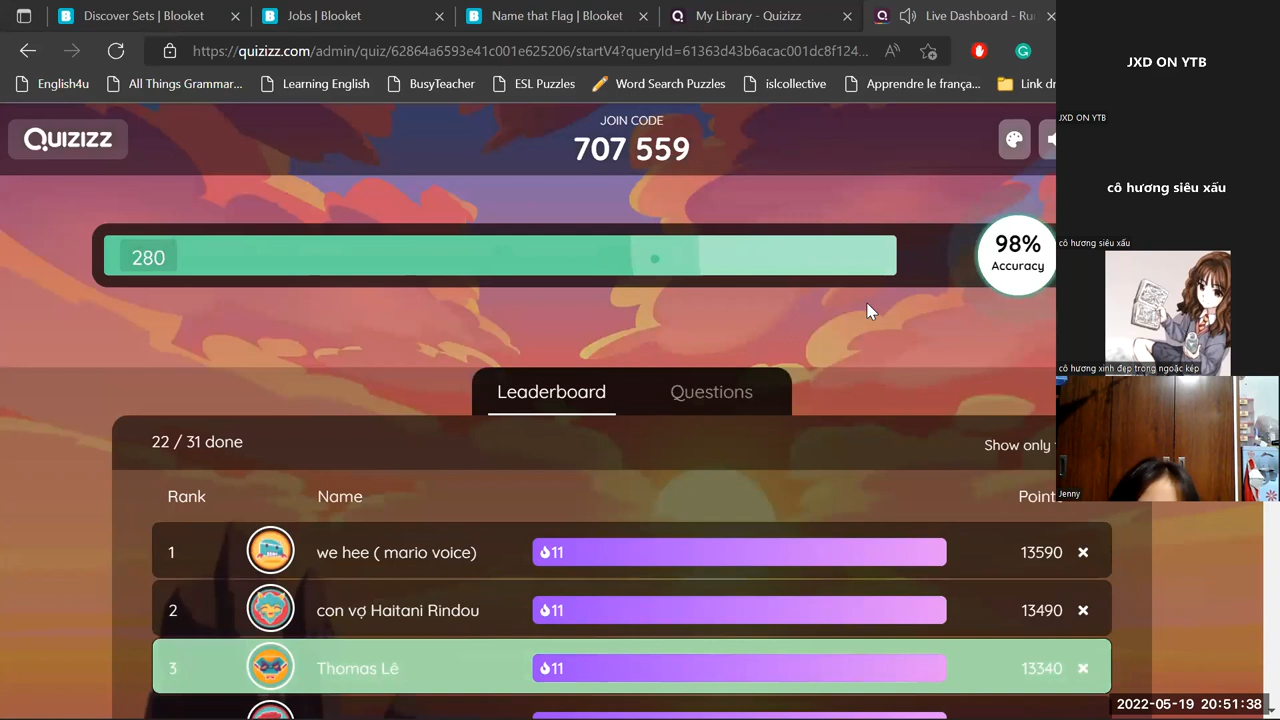 Discover Sets | Blooket
Jobs | Blooket
Name that Flag | Blooket
My Library - Quizizz
Live Dashboard - Ru
https://quizizz.com/admin/quiz/62864a6593e41c001e625206/startV4?queryId=61363d43b6acac001dc8f124...
English4u
All Things Grammar...
Learning English
BusyTeacher
ESL Puzzles
Word Search Puzzles
islcollective
Apprendre le frança...
Link d
JXD ON YTB
JXD ON YTB
cô hương siêu xấu
cô hương siêu xấu
cô hương xinh đẹp trong ngoặc kép
Jenny
Quizizz
JOIN CODE
707 559
280
98%
Accuracy
Leaderboard
Questions
22 / 31 done
Show only
Rank
Name
Points
1
we hee ( mario voice)
11
13590
2
con vợ Haitani Rindou
11
13490
3
Thomas Lê
11
13340
2022-05-19 20:51:38